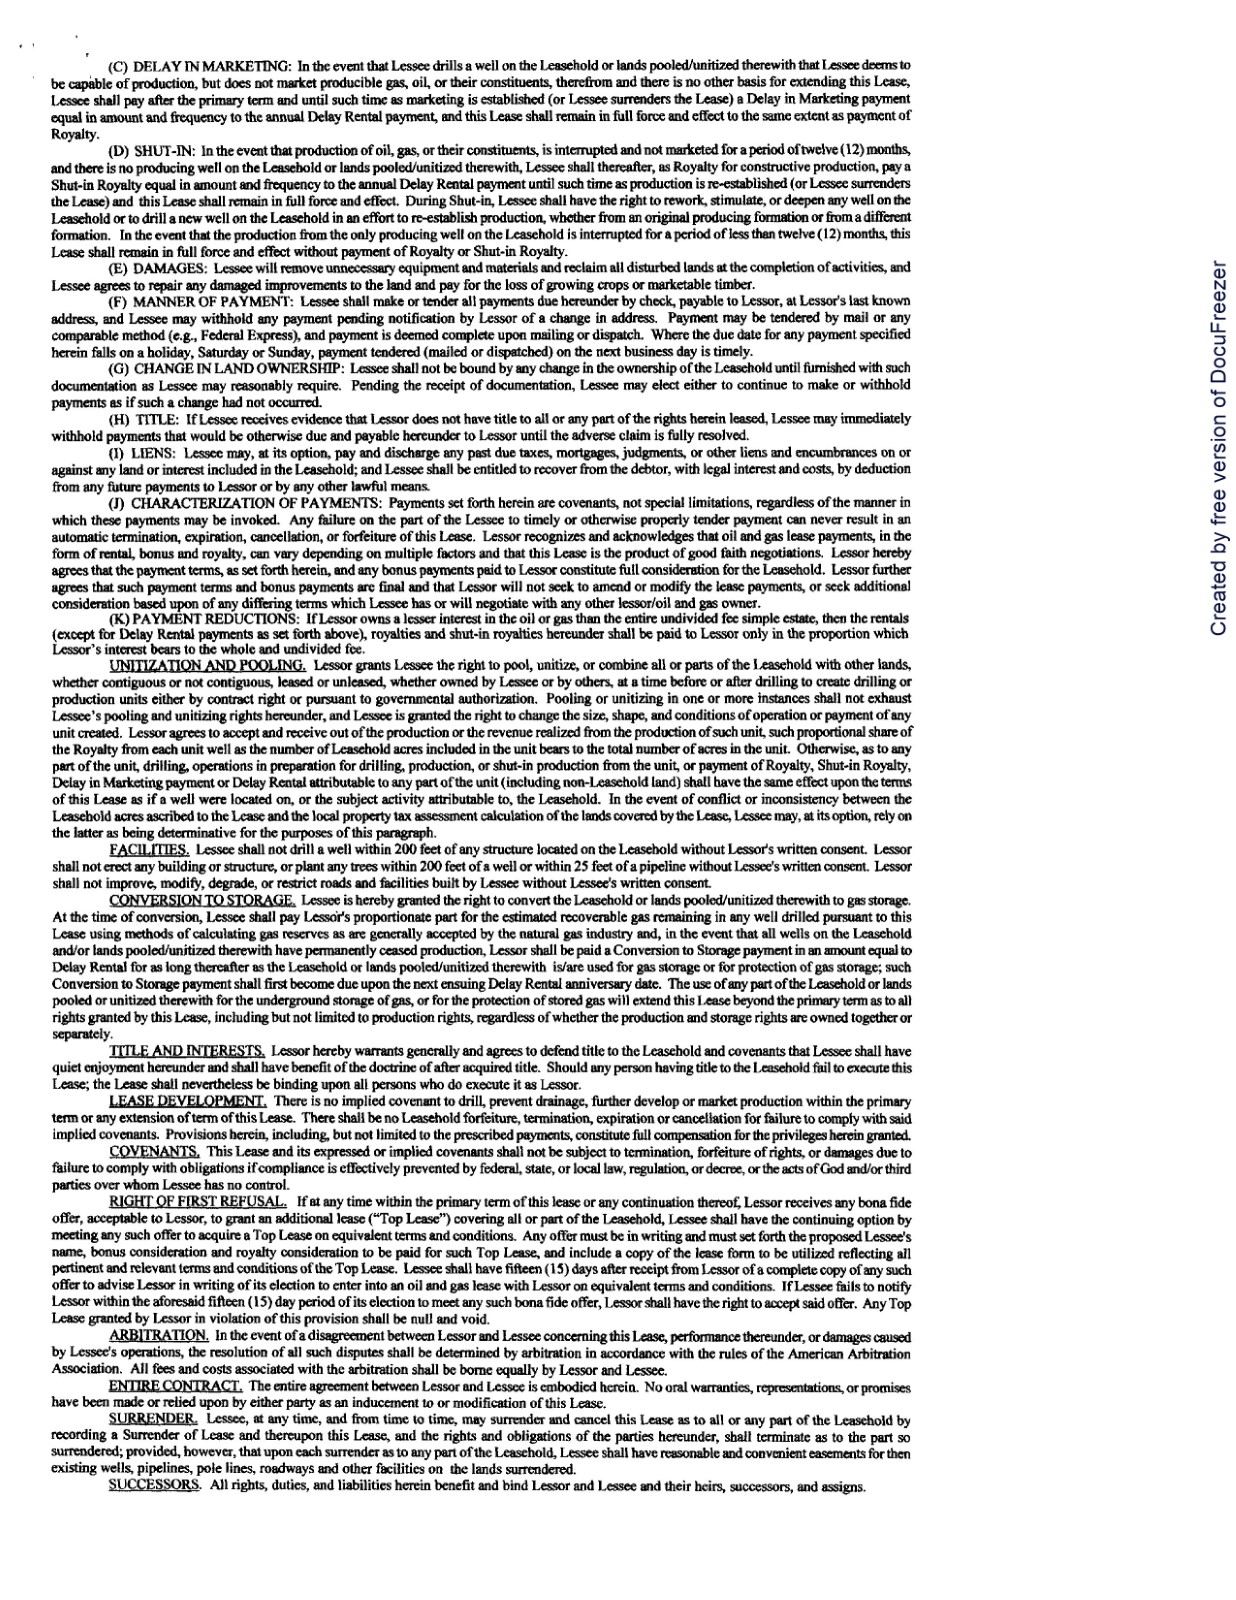 (C) DELAY IN MARKETING: In the event that Lessee drills a well on the Leasehold or lands pooled/unitized therewith that Lessee deems to
be capable of production, but does not market producible gas, oil, or their constituents, therefrom and there is no other basis for extending this Lease,
Lessee shall pay after the primary term and until such time as marketing is established (or Lessee surrenders the Lease) a Delay in Marketing payment
equal in amount and frequency to the annual Delay Rental payment, and this Lease shall remain in full force and effect to the same extent as payment of
Royalty.
(D) SHUT-IN: In the event that production of oil, gas, or their constituents, is interrupted and not marketed for a period of twelve (12) months,
and there is no producing well on the Leasehold or lands pooled/unitized therewith, Lessee shall thereafter, as Royalty for constructive production, pay a
Shut-in Royalty equal in amount and frequency to the annual Delay Rental payment until such time as production is re-established (or Lessee surrenders
the Lease) and this Lease shall remain in full force and effect. During Shut-in, Lessee shall have the right to rework, stimulate, or deepen any well on the
Leasehold or to drill a new well on the Leasehold in an effort to re-establish production, whether from an original producing formation or from a different
formation. In the event that the production from the only producing well on the Leasehold is interrupted for a period of less than twelve (12) months, this
Lease shall remain in full force and effect without payment of Royalty or Shut-in Royalty.
(E) DAMAGES: Lessee will remove unnecessary equipment and materials and reclaim all disturbed lands at the completion of activities, and
Lessee agrees to repair any damaged improvements to the land and pay for the loss of growing crops or marketable timber.
(F) MANNER OF PAYMENT: Lessee shall make or tender all payments due hereunder by check, payable to Lessor, at Lessor's last known
address, and Lessee may withhold any payment pending notification by Lessor of a change in address. Payment may be tendered by mail or any
comparable method (e.g., Federal Express), and payment is deemed complete upon mailing or dispatch. Where the due date for any payment specified
herein falls on a holiday, Saturday or Sunday, payment tendered (mailed or dispatched) on the next business day is timely.
(G) CHANGE IN LAND OWNERSHIP: Lessee shall not be bound by any change in the ownership of the Leasehold until furnished with such
documentation as Lessee may reasonably require. Pending the receipt of documentation, Lessee may elect either to continue to make or withhold
payments as if such a change had not occurred.
(H) TITLE: If Lessee receives evidence that Lessor does not have title to all or any part of the rights herein leased, Lessee may immediately
withhold payments that would be otherwise due and payable hereunder to Lessor until the adverse claim is fully resolved.
(I) LIENS: Lessee may, at its option, pay and discharge any past due taxes, mortgages, judgments, or other liens and encumbrances on or
against any land or interest included in the Leasehold; and Lessee shall be entitled to recover from the debtor, with legal interest and costs, by deduction
from any future payments to Lessor or by any other lawful means.
(J) CHARACTERIZATION OF PAYMENTS: Payments set forth herein are covenants, not special limitations, regardless of the manner in
which these payments may be invoked. Any failure on the part of the Lessee to timely or otherwise properly tender payment can never result in an
automatic termination, expiration, cancellation, or forfeiture of this Lease. Lessor recognizes and acknowledges that oil and gas lease payments, in the
form of rental, bonus and royalty, can vary depending on multiple factors and that this Lease is the product of good faith negotiations. Lessor hereby
agrees that the payment terms, as set forth herein, and any bonus payments paid to Lessor constitute full consideration for the Leasehold. Lessor further
agrees that such payment terms and bonus payments are final and that Lessor will not seek to amend or modify the lease payments, or seek additional
consideration based upon of any differing terms which Lessee has or will negotiate with any other lessor/oil and gas owner.
(K) PAYMENT REDUCTIONS: If Lessor owns a lesser interest in the oil or gas than the entire undivided fee simple estate, then the rentals
(except for Delay Rental payments as set forth above), royalties and shut-in royalties hereunder shall be paid to Lessor only in the proportion which
Lessor's interest bears to the whole and undivided fee.
UNITIZATION AND POOLING. Lessor grants Lessee the right to pool, unitize, or combine all or parts of the Leasehold with other lands,
whether contiguous or not contiguous, leased or unleased, whether owned by Lessee or by others, at a time before or after drilling to create drilling or
production units either by contract right or pursuant to governmental authorization. Pooling or unitizing in one or more instances shall not exhaust
Lessee's pooling and unitizing rights hereunder, and Lessee is granted the right to change the size, shape, and conditions of operation or payment of any
unit created. Lessor agrees to accept and receive out of the production or the revenue realized from the production of such unit, such proportional share of
the Royalty from each unit well as the number of Leasehold acres included in the unit bears to the total number of acres in the unit. Otherwise, as to any
part of the unit, drilling, operations in preparation for drilling, production, or shut-in production from the unit, or payment of Royalty, Shut-in Royalty,
Delay in Marketing payment or Delay Rental attributable to any part of the unit (including non-Leasehold land) shall have the same effect upon the terms
of this Lease as if a well were located on, or the subject activity attributable to, the Leasehold. In the event of conflict or inconsistency between the
Leasehold acres ascribed to the Lease and the local property tax assessment calculation of the lands covered by the Lease, Lessee may, at its option, rely on
the latter as being determinative for the purposes of this paragraph.
FACILITIES. Lessee shall not drill a well within 200 feet of any structure located on the Leasehold without Lessor's written consent. Lessor
shall not erect any building or structure, or plant any trees within 200 feet of a well or within 25 feet of a pipeline without Lessee's written consent. Lessor
shall not improve, modify, degrade, or restrict roads and facilities built by Lessee without Lessee's written consent.
CONVERSION TO STORAGE. Lessee is hereby granted the right to convert the Leasehold or lands pooled/unitized therewith to gas storage.
At the time of conversion, Lessee shall pay Lessor's proportionate part for the estimated recoverable gas remaining in any well drilled pursuant to this
Lease using methods of calculating gas reserves as are generally accepted by the natural gas industry and, in the event that all wells on the Leasehold
and/or lands pooled/unitized therewith have permanently ceased production, Lessor shall be paid a Conversion to Storage payment in an amount equal to
Delay Rental for as long thereafter as the Leasehold or lands pooled/unitized therewith is/are used for gas storage or for protection of gas storage; such
Conversion to Storage payment shall first become due upon the next ensuing Delay Rental anniversary date. The use of any part of the Leasehold or lands
pooled or unitized therewith for the underground storage of gas, or for the protection of stored gas will extend this Lease beyond the primary term as to all
rights granted by this Lease, including but not limited to production rights, regardless of whether the production and storage rights are owned together or
separately.
TITLE AND INTERESTS. Lessor hereby warrants generally and agrees to defend title to the Leasehold and covenants that Lessee shall have
quiet enjoyment hereunder and shall have benefit of the doctrine of after acquired title. Should any person having title to the Leasehold fail to execute this
Lease; the Lease shall nevertheless be binding upon all persons who do execute it as Lessor.
LEASE DEVELOPMENT. There is no implied covenant to drill, prevent drainage, further develop or market production within the primary
term or any extension of term of this Lease. There shall be no Leasehold forfeiture, termination, expiration or cancellation for failure to comply with said
implied covenants. Provisions herein, including, but not limited to the prescribed payments, constitute full compensation for the privileges herein granted.
COVENANTS. This Lease and its expressed or implied covenants shall not be subject to termination, forfeiture of rights, or damages due to
failure to comply with obligations if compliance is effectively prevented by federal, state, or local law, regulation, or decree, or the acts of God and/or third
parties over whom Lessee has no control.
RIGHT OF FIRST REFUSAL. If at any time within the primary term of this lease or any continuation thereof, Lessor receives any bona fide
offer, acceptable to Lessor, to grant an additional lease ("Top Lease") covering all or part of the Leasehold, Lessee shall have the continuing option by
meeting any such offer to acquire a Top Lease on equivalent terms and conditions. Any offer must be in writing and must set forth the proposed Lessee's
name, bonus consideration and royalty consideration to be paid for such Top Lease, and include a copy of the lease form to be utilized reflecting all
pertinent and relevant terms and conditions of the Top Lease. Lessee shall have fifteen (15) days after receipt from Lessor of a complete copy of any such
offer to advise Lessor in writing of its election to enter into an oil and gas lease with Lessor on equivalent terms and conditions. If Lessee fails to notify
Lessor within the aforesaid fifteen (15) day period of its election to meet any such bona fide offer, Lessor shall have the right to accept said offer. Any Top
Lease granted by Lessor in violation of this provision shall be null and void.
ARBITRATION. In the event of a disagreement between Lessor and Lessee concerning this Lease, performance thereunder, or damages caused
by Lessee's operations, the resolution of all such disputes shall be determined by arbitration in accordance with the rules of the American Arbitration
Association. All fees and costs associated with the arbitration shall be borne equally by Lessor and Lessee.
ENTIRE CONTRACT. The entire agreement between Lessor and Lessee is embodied herein. No oral warranties, representations, or promises
have been made or relied upon by either party as an inducement to or modification of this Lease.
SURRENDER. Lessee, at any time, and from time to time, may surrender and cancel this Lease as to all or any part of the Leasehold by
recording a Surrender of Lease and thereupon this Lease, and the rights and obligations of the parties hereunder, shall terminate as to the part so
surrendered; provided, however, that upon each surrender as to any part of the Leasehold, Lessee shall have reasonable and convenient easements for then
existing wells, pipelines, pole lines, roadways and other facilities on the lands surrendered.
SUCCESSORS. All rights, duties, and liabilities herein benefit and bind Lessor and Lessee and their heirs, successors, and assigns.
Created by free version of DocuFreezer